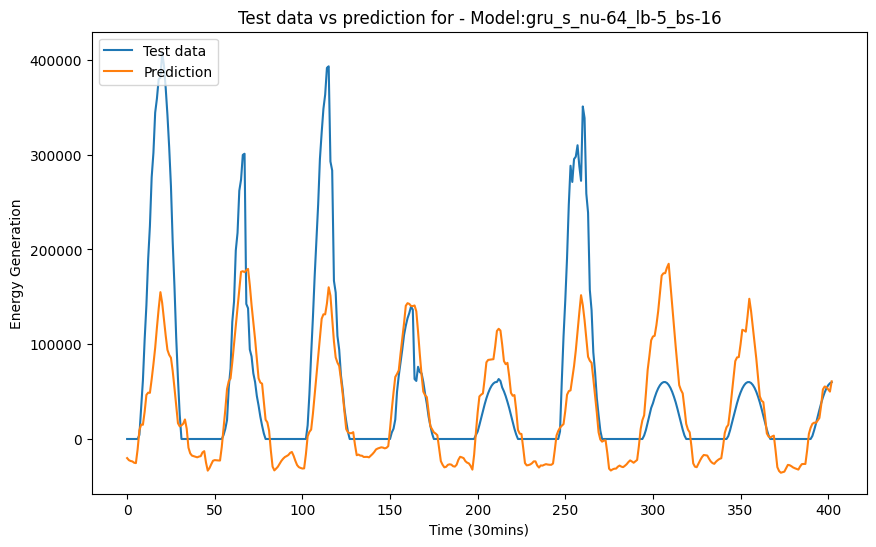 Test data vs prediction for - Model:gru_s_nu-64_lb-5_bs-16
Test data
Prediction
400000
300000
200000
100000
0
Energy Generation
0 50 100 150 200 250 300 350 400
Time (30mins)